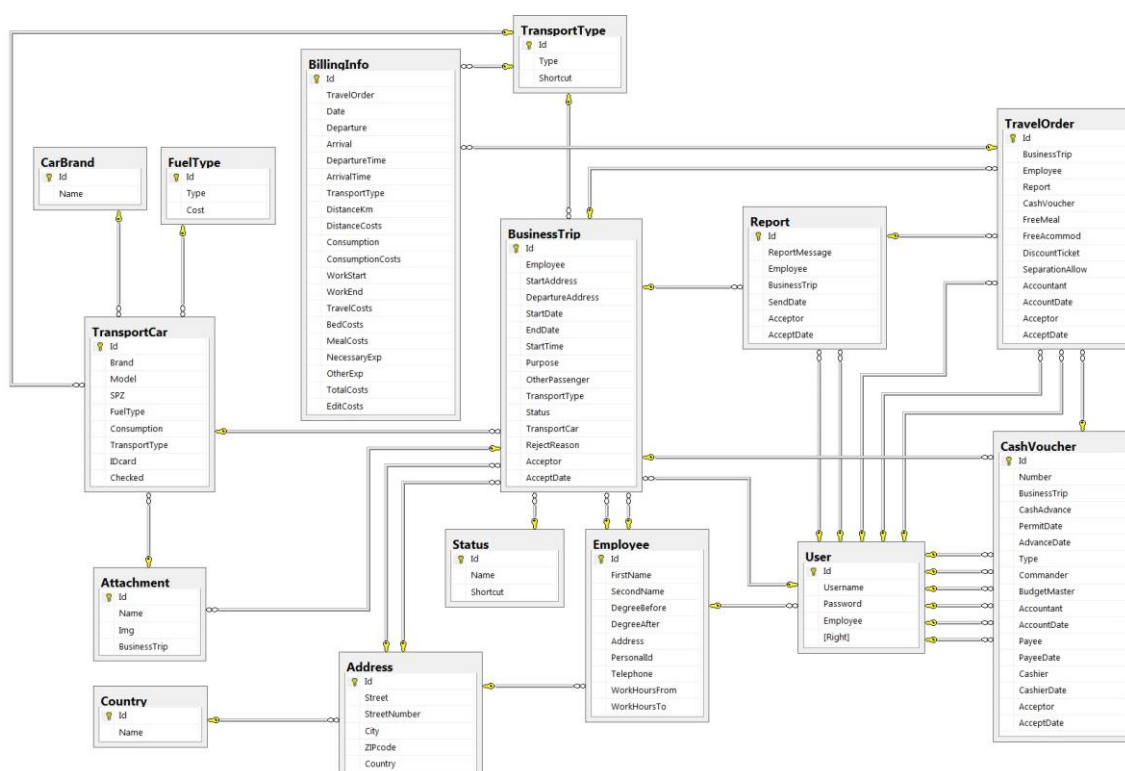 TransportType
Id
Type
Shortcut
BillingInfo
Id
TravelOrder
Date
Departure
Arrival
DepartureTime
ArrivalTime
TransportType
DistanceKm
DistanceCosts
Consumption
ConsumptionCosts
WorkStart
WorkEnd
TravelCosts
BedCosts
MealCosts
NecessaryExp
OtherExp
TotalCosts
EditCosts
TravelOrder
Id
BusinessTrip
Employee
Report
CashVoucher
FreeMeal
FreeAcommod
DiscountTicket
SeparationAllow
Accountant
AccountDate
Acceptor
AcceptDate
CarBrand
Id
Name
FuelType
Id
Type
Cost
BusinessTrip
Id
Employee
StartAddress
DepartureAddress
StartDate
EndDate
StartTime
Purpose
OtherPassenger
TransportType
Status
TransportCar
RejectReason
Acceptor
AcceptDate
Report
Id
ReportMessage
Employee
BusinessTrip
SendDate
Acceptor
AcceptDate
TransportCar
Id
Brand
Model
SPZ
FuelType
Consumption
TransportType
IDcard
Checked
CashVoucher
Id
Number
BusinessTrip
CashAdvance
PermitDate
AdvanceDate
Type
Commander
BudgetMaster
Accountant
AccountDate
Payee
PayeeDate
Cashier
CashierDate
Acceptor
AcceptDate
Status
Id
Name
Shortcut
Employee
Id
FirstName
SecondName
DegreeBefore
DegreeAfter
Address
PersonalId
Telephone
WorkHoursFrom
WorkHoursTo
User
Id
Username
Password
Employee
[Right]
Attachment
Id
Name
Img
BusinessTrip
Address
Id
Street
StreetNumber
City
ZIPcode
Country
Country
Id
Name